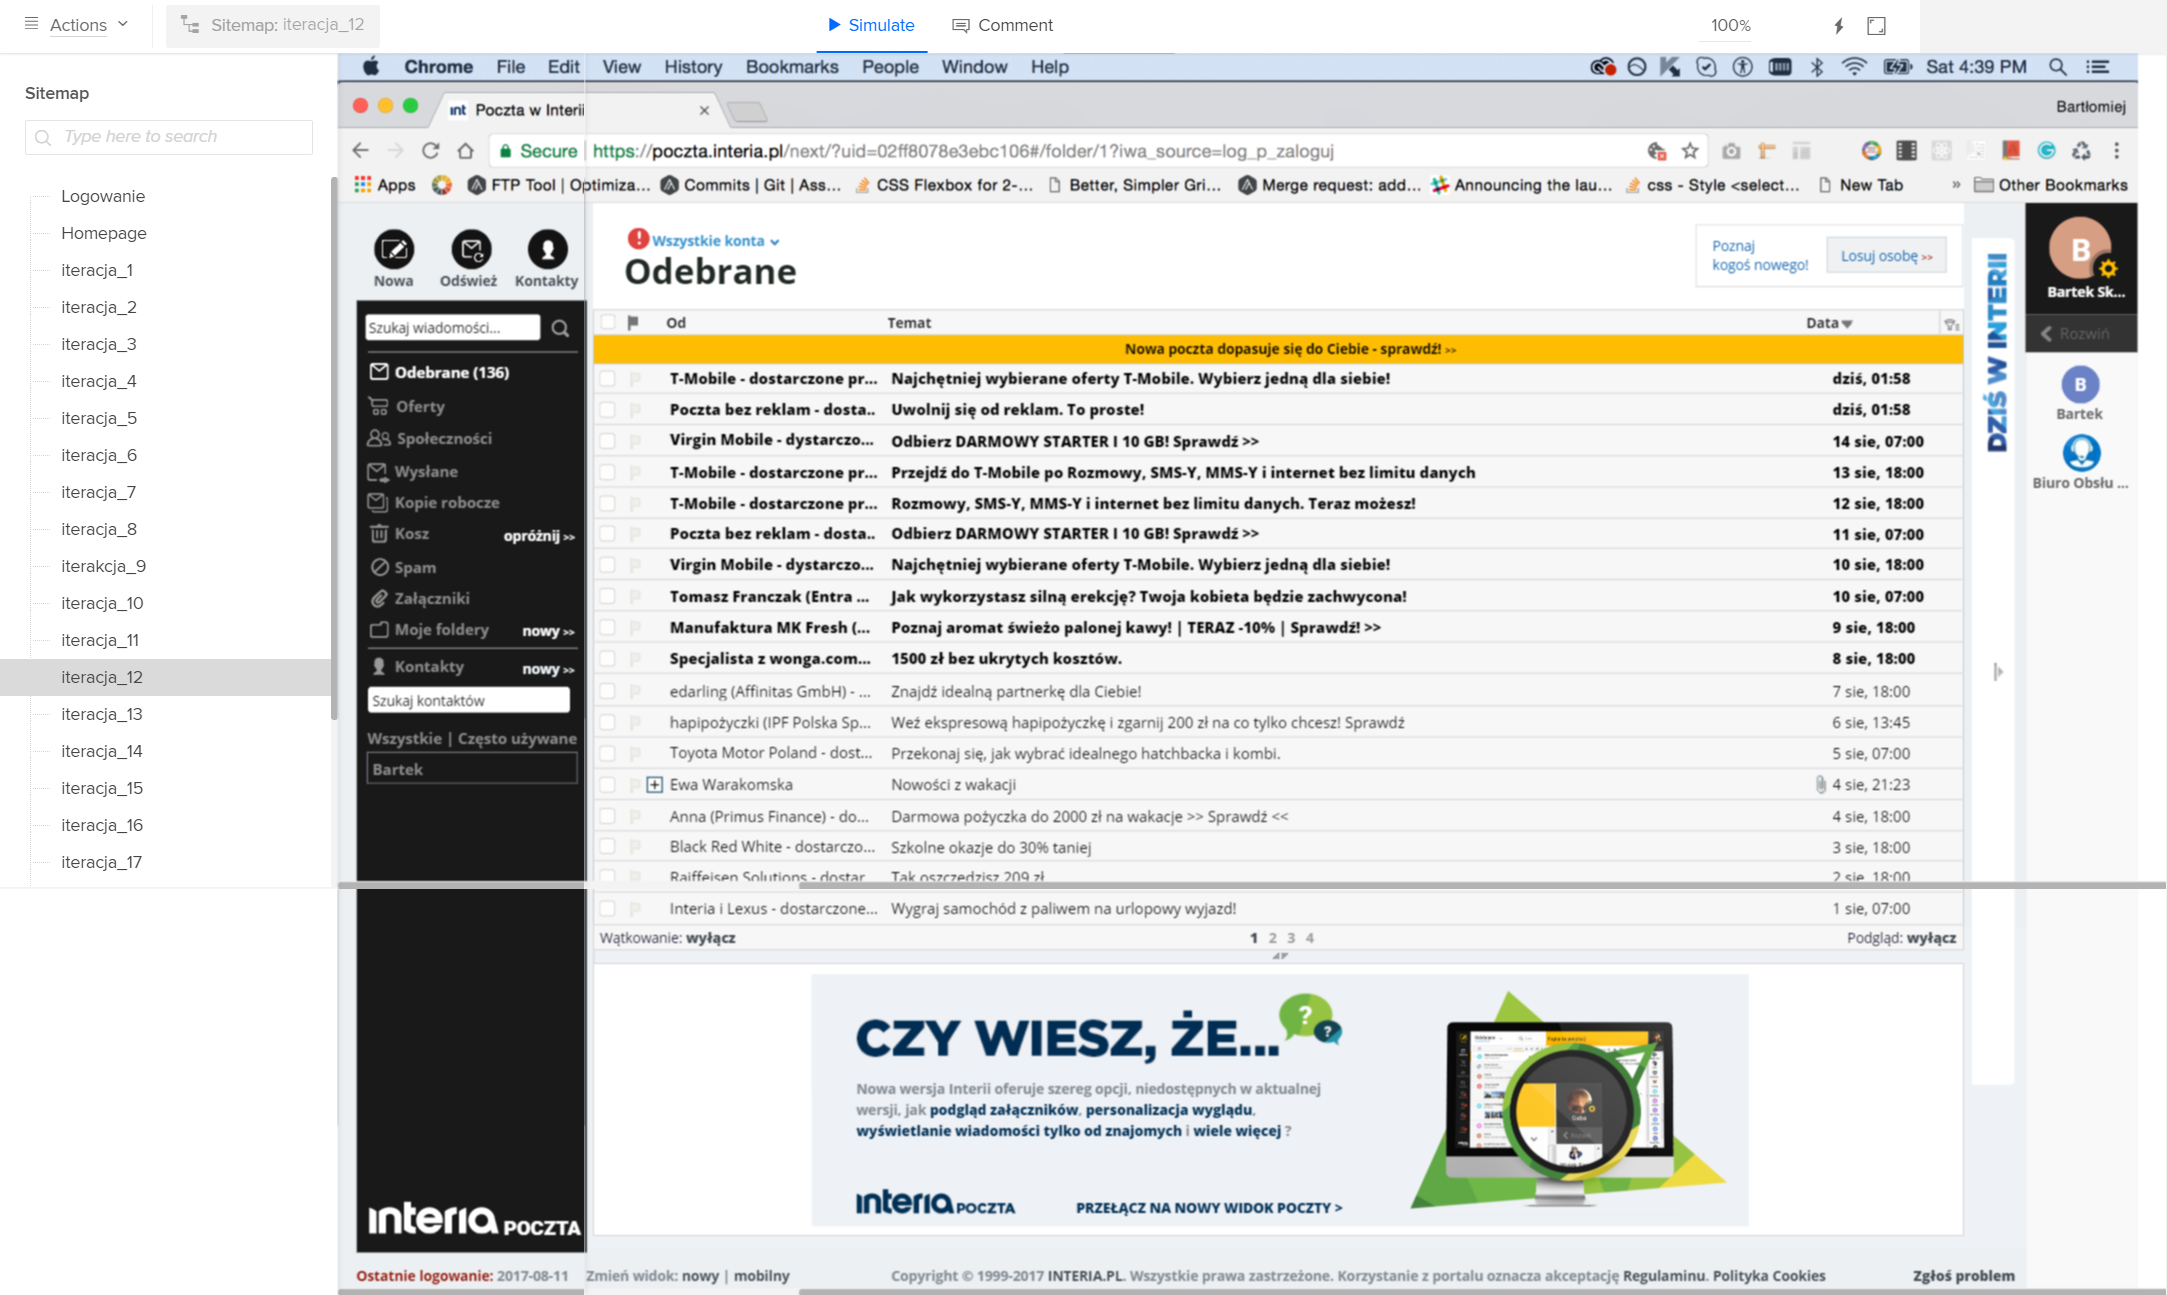 Actions
Sitemap: iteracja_12
Simulate
Comment
100%
Sitemap
Type here to search
Logowanie
Homepage
iteracja_1
iteracja_2
iteracja_3
iteracja_4
iteracja_5
iteracja_6
iteracja_7
iteracja_8
iterakcja_9
iteracja_10
iteracja_11
iteracja_12
iteracja_13
iteracja_14
iteracja_15
iteracja_16
iteracja_17
Chrome File Edit View History Bookmarks People Window Help
Sat 4:39 PM
int Poczta w Interii
Bartłomiej
Secure https://poczta.interia.pl/next/?uid=02ff8078e3ebc106#/folder/1?iwa_source=log_p_zaloguj
Apps FTP Tool | Optimiza... Commits | Git | Ass... CSS Flexbox for 2-... Better, Simpler Gri... Merge request: add... Announcing the lau... css - Style <select... New Tab » Other Bookmarks
Nowa Odśwież Kontakty
Szukaj wiadomości...
Odebrane (136)
Oferty
Społeczności
Wysłane
Kopie robocze
Kosz opróżnij >>
Spam
Załączniki
Moje foldery nowy >>
Kontakty nowy >>
Szukaj kontaktów
Wszystkie | Często używane
Bartek
interia POCZTA
Wszystkie konta
Odebrane
Poznaj
kogoś nowego!
Losuj osobę >>
Od Temat Data
Nowa poczta dopasuje się do Ciebie - sprawdź! >>
T-Mobile - dostarczone pr... Najchętniej wybierane oferty T-Mobile. Wybierz jedną dla siebie! dziś, 01:58
Poczta bez reklam - dosta.. Uwolnij się od reklam. To proste! dziś, 01:58
Virgin Mobile - dystarczo... Odbierz DARMOWY STARTER I 10 GB! Sprawdź >> 14 sie, 07:00
T-Mobile - dostarczone pr... Przejdź do T-Mobile po Rozmowy, SMS-Y, MMS-Y i internet bez limitu danych 13 sie, 18:00
T-Mobile - dostarczone pr... Rozmowy, SMS-Y, MMS-Y i internet bez limitu danych. Teraz możesz! 12 sie, 18:00
Poczta bez reklam - dosta.. Odbierz DARMOWY STARTER I 10 GB! Sprawdź >> 11 sie, 07:00
Virgin Mobile - dystarczo... Najchętniej wybierane oferty T-Mobile. Wybierz jedną dla siebie! 10 sie, 18:00
Tomasz Franczak (Entra ... Jak wykorzystasz silną erekcję? Twoja kobieta będzie zachwycona! 10 sie, 07:00
Manufaktura MK Fresh (... Poznaj aromat świeżo palonej kawy! | TERAZ -10% | Sprawdź! >> 9 sie, 18:00
Specjalista z wonga.com... 1500 zł bez ukrytych kosztów. 8 sie, 18:00
edarling (Affinitas GmbH) - ... Znajdź idealną partnerkę dla Ciebie! 7 sie, 18:00
hapipożyczki (IPF Polska Sp... Weź ekspresową hapipożyczkę i zgarnij 200 zł na co tylko chcesz! Sprawdź 6 sie, 13:45
Toyota Motor Poland - dost... Przekonaj się, jak wybrać idealnego hatchbacka i kombi. 5 sie, 07:00
Ewa Warakomska Nowości z wakacji 4 sie, 21:23
Anna (Primus Finance) - do... Darmowa pożyczka do 2000 zł na wakacje >> Sprawdź << 4 sie, 18:00
Black Red White - dostarczo... Szkolne okazje do 30% taniej 3 sie, 18:00
Raiffeisen Solutions - dostar Tak oszczędzisz 209 zł 2 sie, 18:00
Interia i Lexus - dostarczone... Wygraj samochód z paliwem na urlopowy wyjazd! 1 sie, 07:00
Wątkowanie: wyłącz 1 2 3 4 Podgląd: wyłącz
CZY WIESZ, ŻE...
Nowa wersja Interii oferuje szereg opcji, niedostępnych w aktualnej
wersji, jak podgląd załączników, personalizacja wyglądu,
wyświetlanie wiadomości tylko od znajomych i wiele więcej ?
interia POCZTA PRZEŁĄCZ NA NOWY WIDOK POCZTY >
DZIŚ W INTERII
B
Bartek Sk...
Rozwiń
B
Bartek
Biuro Obsłu ...
Ostatnie logowanie: 2017-08-11 Zmień widok: nowy | mobilny Copyright © 1999-2017 INTERIA.PL. Wszystkie prawa zastrzeżone. Korzystanie z portalu oznacza akceptację Regulaminu. Polityka Cookies Zgłoś problem